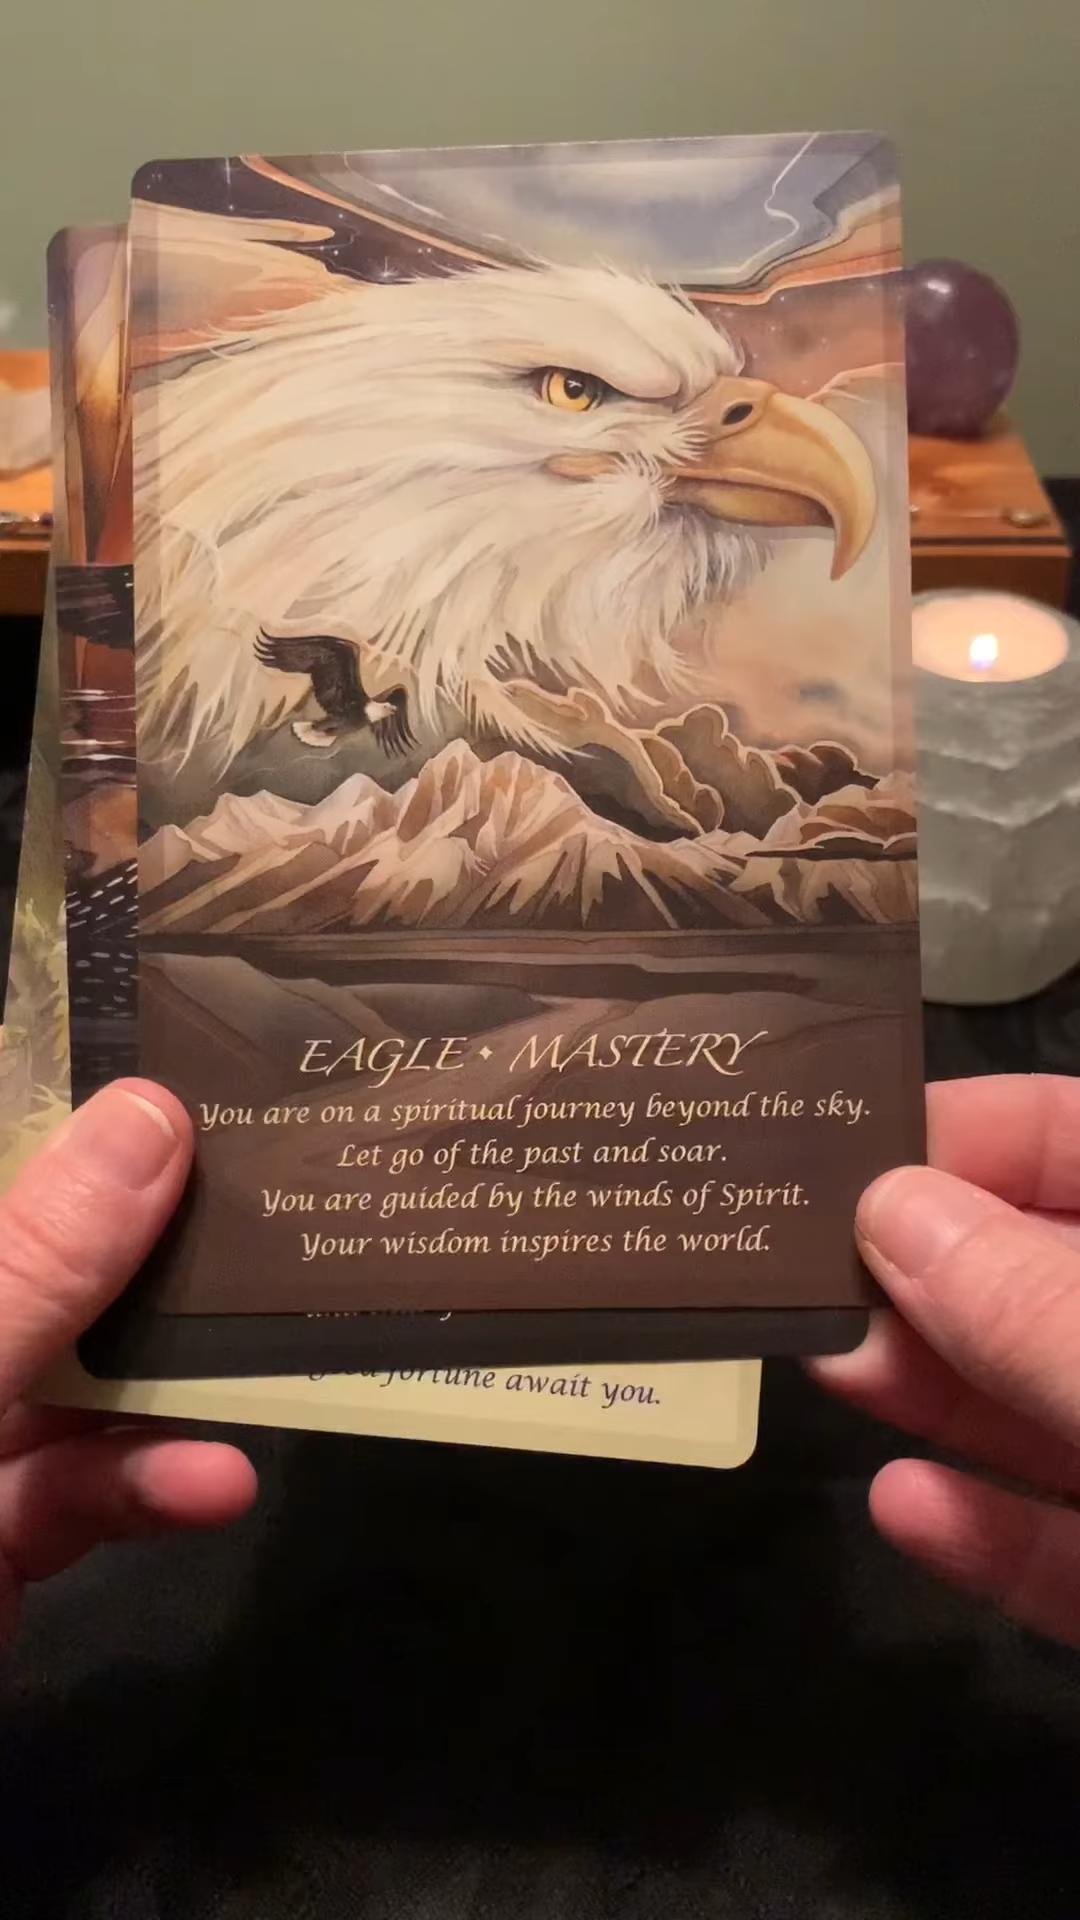 EAGLE • MASTERY
You are on a spiritual journey beyond the sky.
Let go of the past and soar.
You are guided by the winds of Spirit.
Your wisdom inspires the world.
fortune await you.